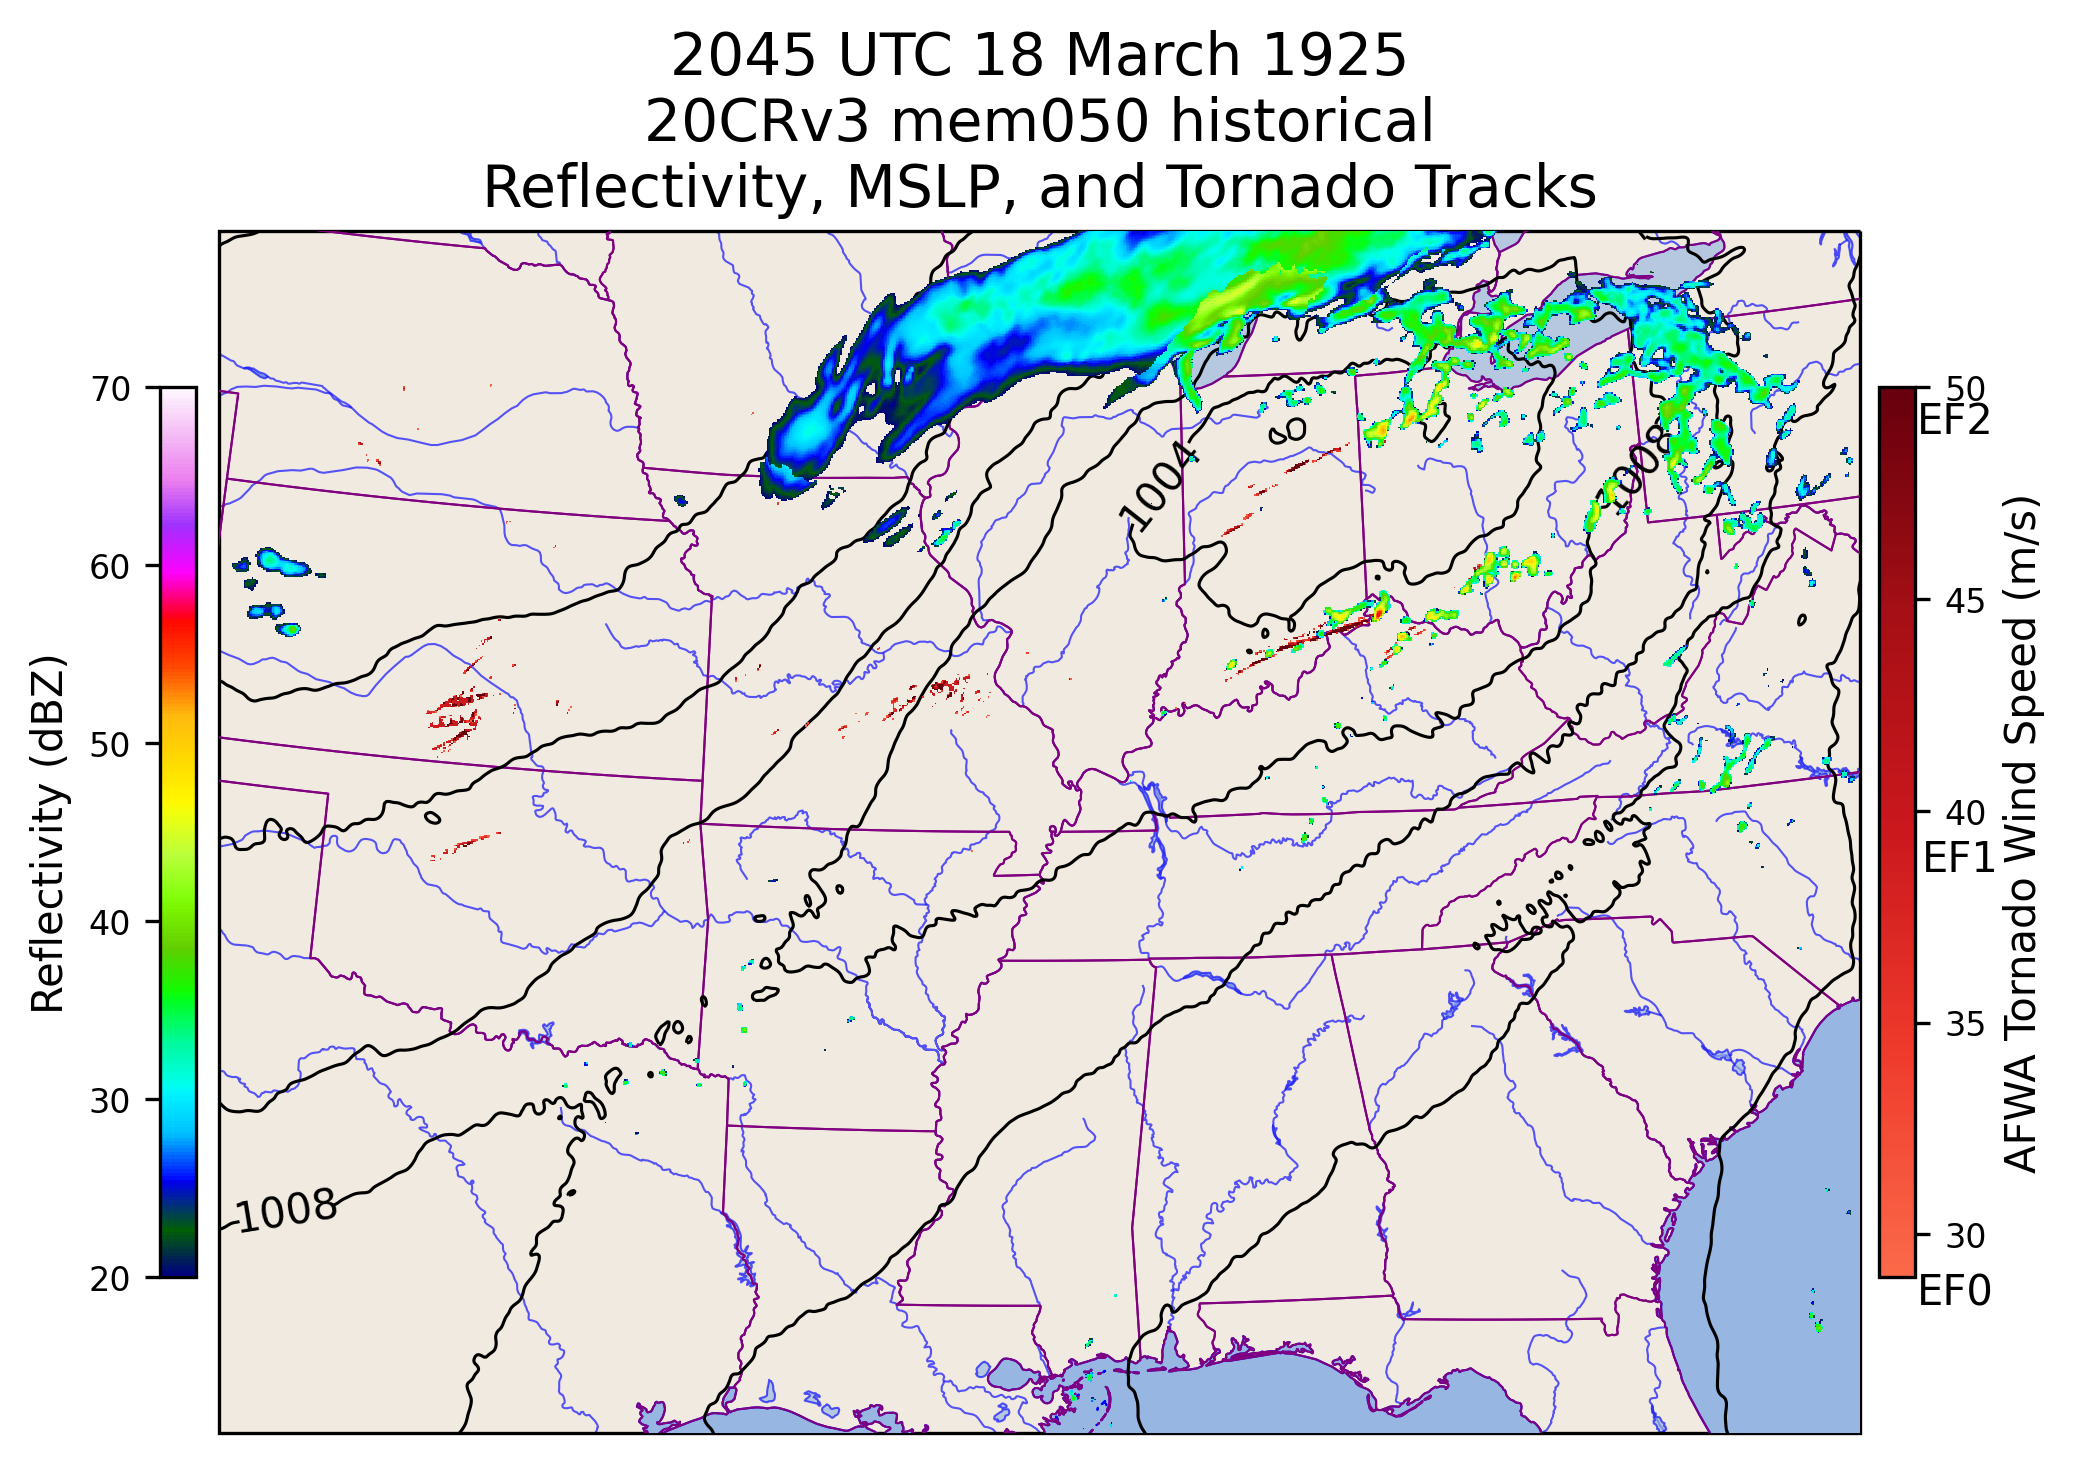 2045 UTC 18 March 1925
20CRv3 mem050 historical
Reflectivity, MSLP, and Tornado Tracks
Reflectivity (dBZ)
70
60
50
40
30
20
1004
1008
1008
50
EF2
45
40
EF1
35
30
EF0
AFWA Tornado Wind Speed (m/s)